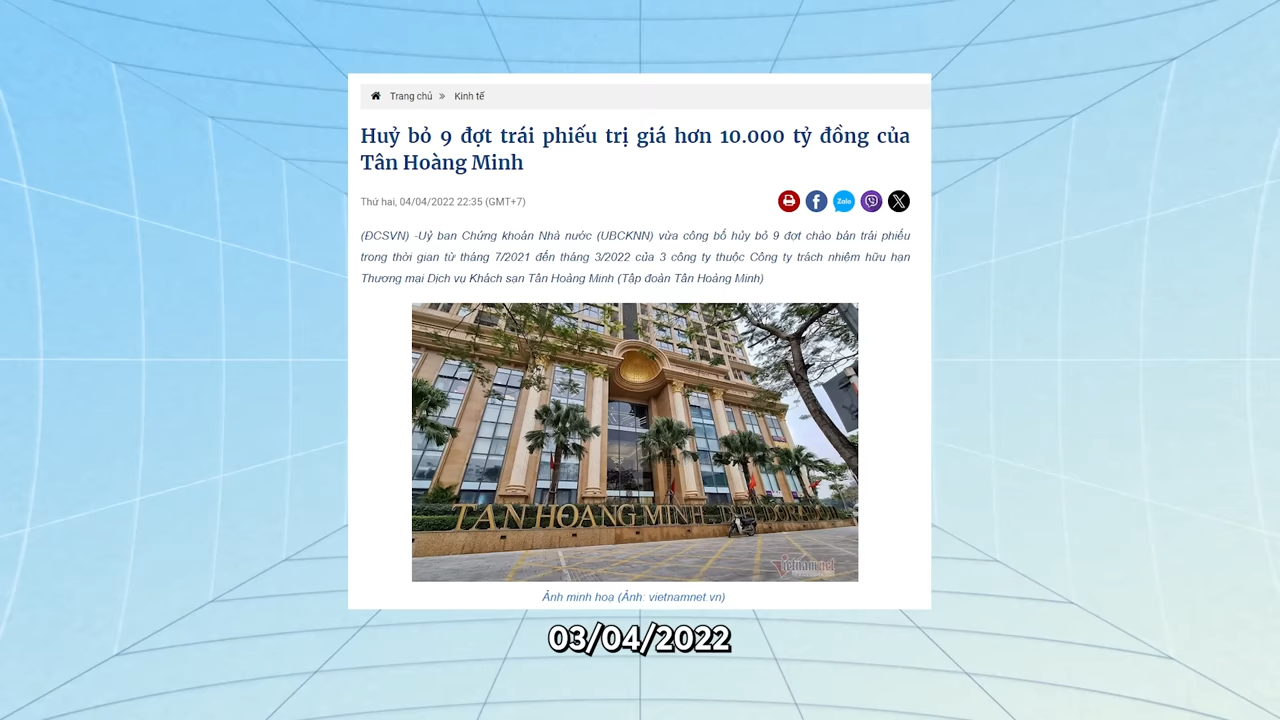 Trang chủ » Kinh tế
Huỷ bỏ 9 đợt trái phiếu trị giá hơn 10.000 tỷ đồng của
Tân Hoàng Minh
Thứ hai, 04/04/2022 22:35 (GMT+7)
Zalo
(ĐCSVN) -Uỷ ban Chứng khoán Nhà nước (UBCKNN) vừa công bố hủy bỏ 9 đợt chào bán trái phiếu
trong thời gian từ tháng 7/2021 đến tháng 3/2022 của 3 công ty thuộc Công ty trách nhiệm hữu hạn
Thương mại Dịch vụ Khách sạn Tân Hoàng Minh (Tập đoàn Tân Hoàng Minh)
TAN HOANG MINH
vietnamnet
Ảnh minh hoạ (Ảnh: vietnamnet.vn)
03/04/2022